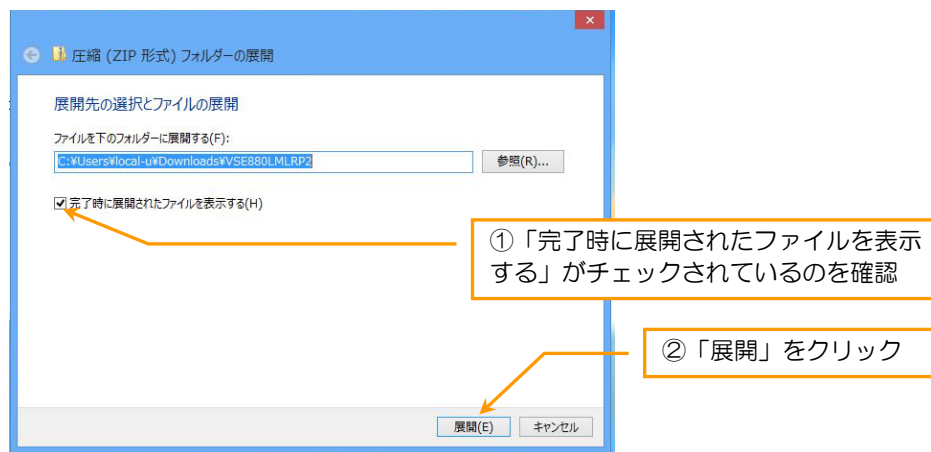 圧縮 (ZIP 形式) フォルダーの展開
展開先の選択とファイルの展開
ファイルを下のフォルダーに展開する(F):
C:¥Users¥local-u¥Downloads¥VSE880LMLRP2
参照(R)...
完了時に展開されたファイルを表示する(H)
①「完了時に展開されたファイルを表示
する」がチェックされているのを確認
②「展開」をクリック
展開(E)
キャンセル